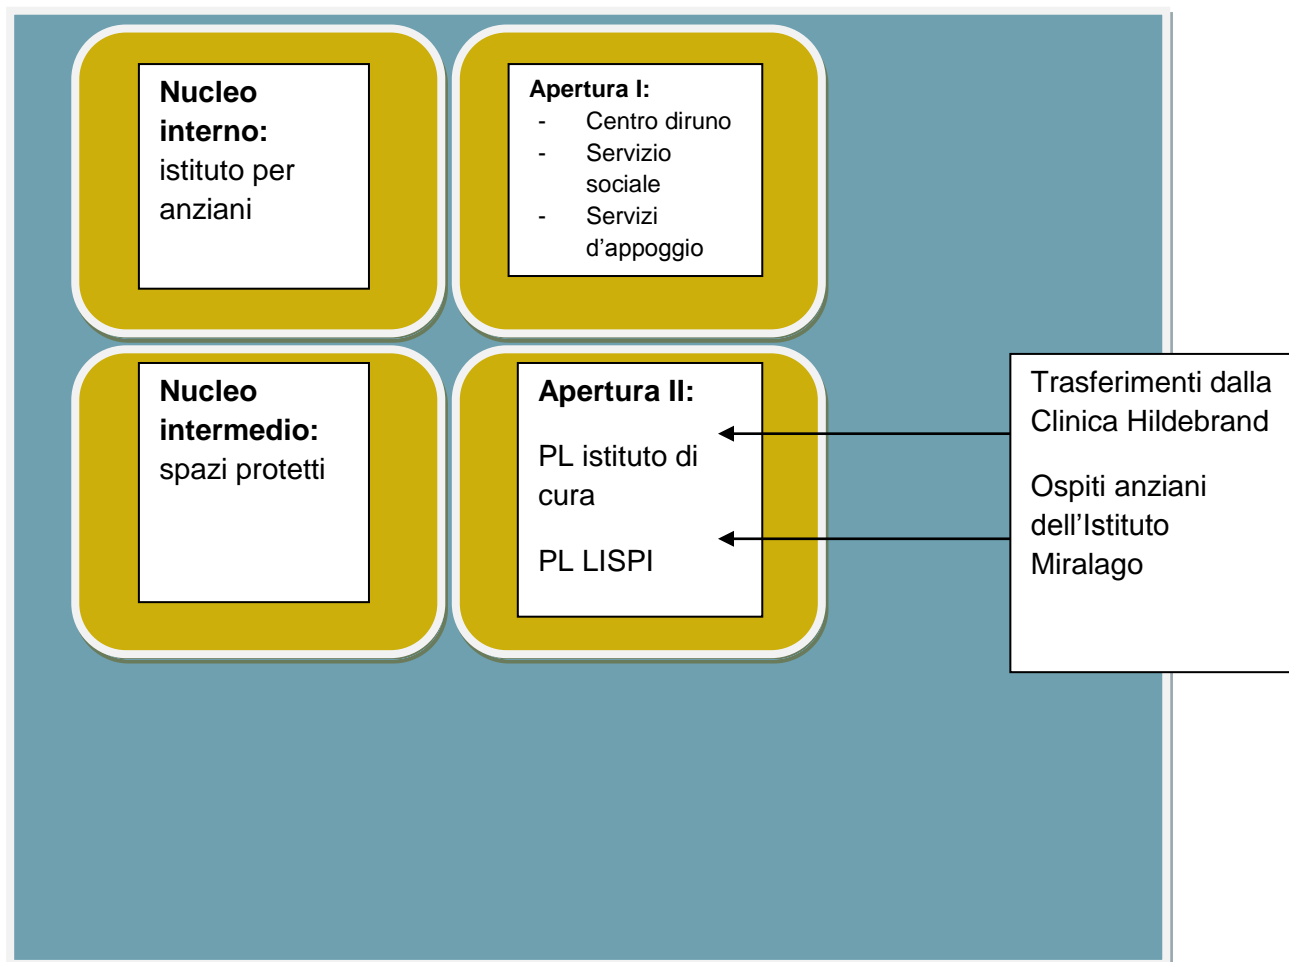 Nucleo
interno:
istituto per
anziani
Apertura I:
- Centro diruno
- Servizio
sociale
- Servizi
d’appoggio
Nucleo
intermedio:
spazi protetti
Apertura II:
PL istituto di
cura
PL LISPI
Trasferimenti dalla
Clinica Hildebrand
Ospiti anziani
dell’Istituto
Miralago